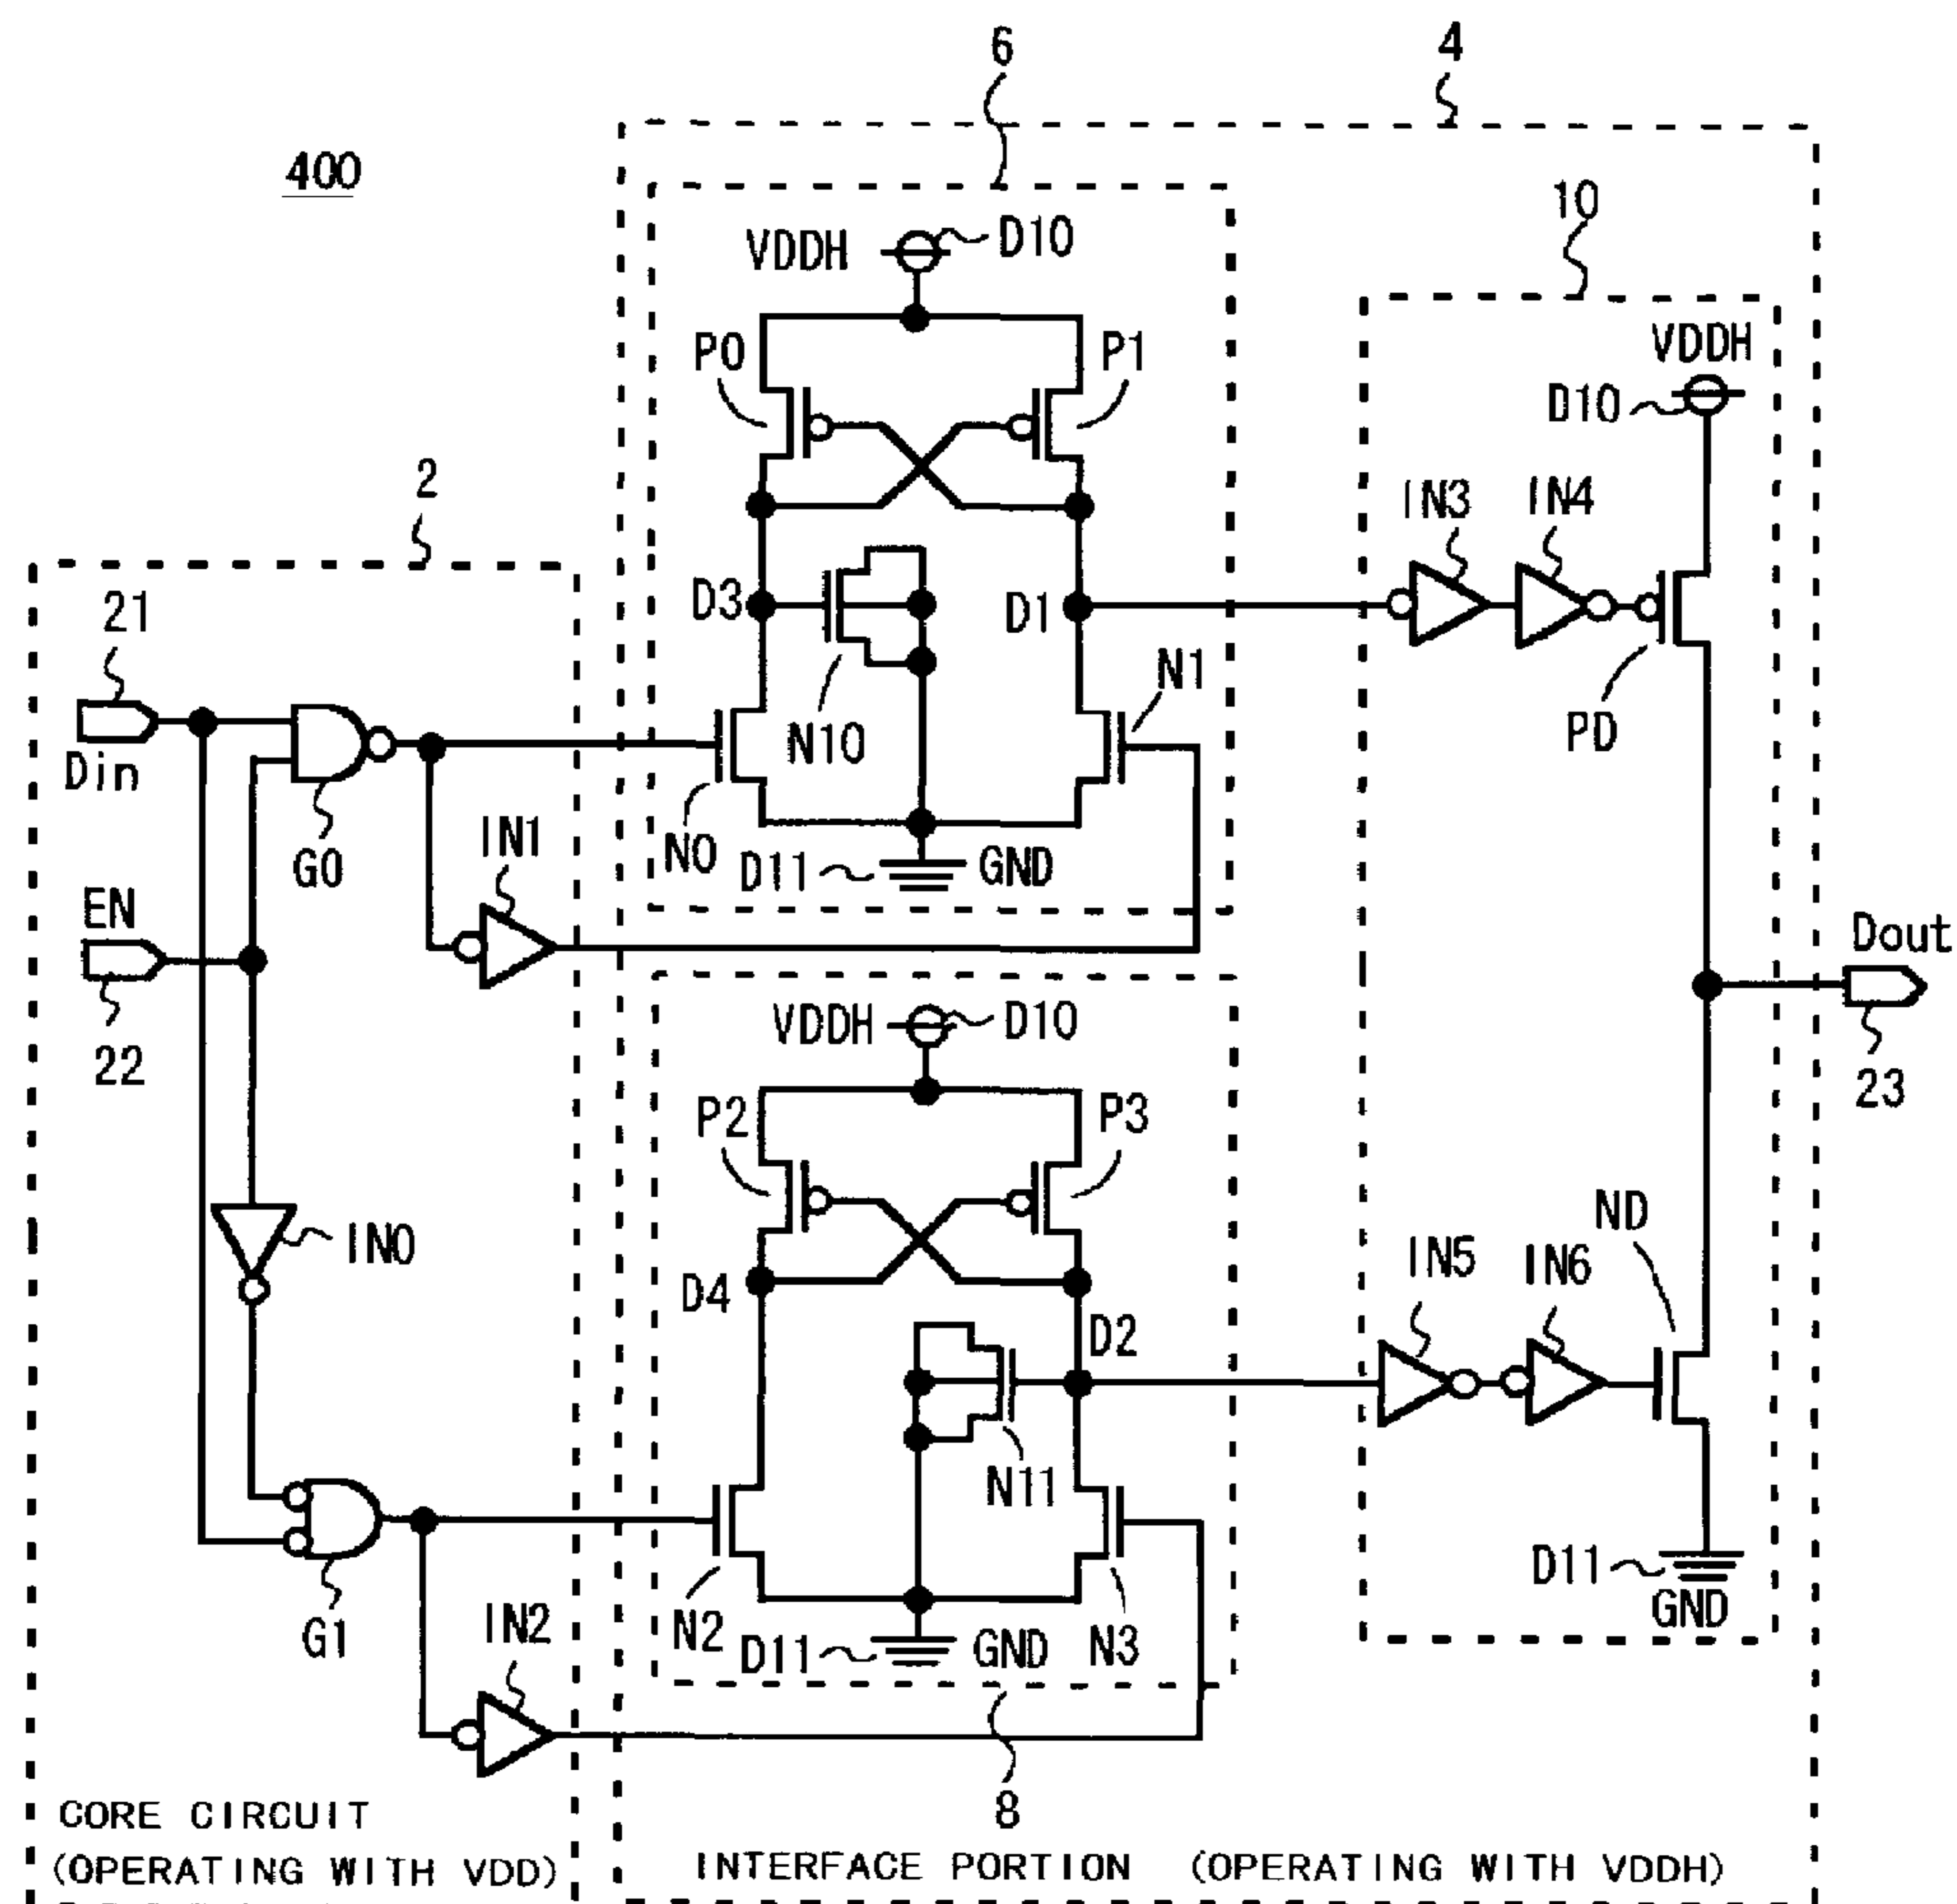 6
4
400
10
VDDH
D10
P0
P1
VDDH
D10
2
IN3
IN4
21
D3
D1
N1
Din
N10
PD
G0
IN1
N0
D11
GND
EN
Dout
22
VDDH
D10
23
P2
P3
ND
IN0
D4
IN5
IN6
D2
N11
D11
GND
G1
IN2
N2
D11
GND
N3
8
CORE CIRCUIT
(OPERATING WITH VDD)
INTERFACE PORTION (OPERATING WITH VDDH)